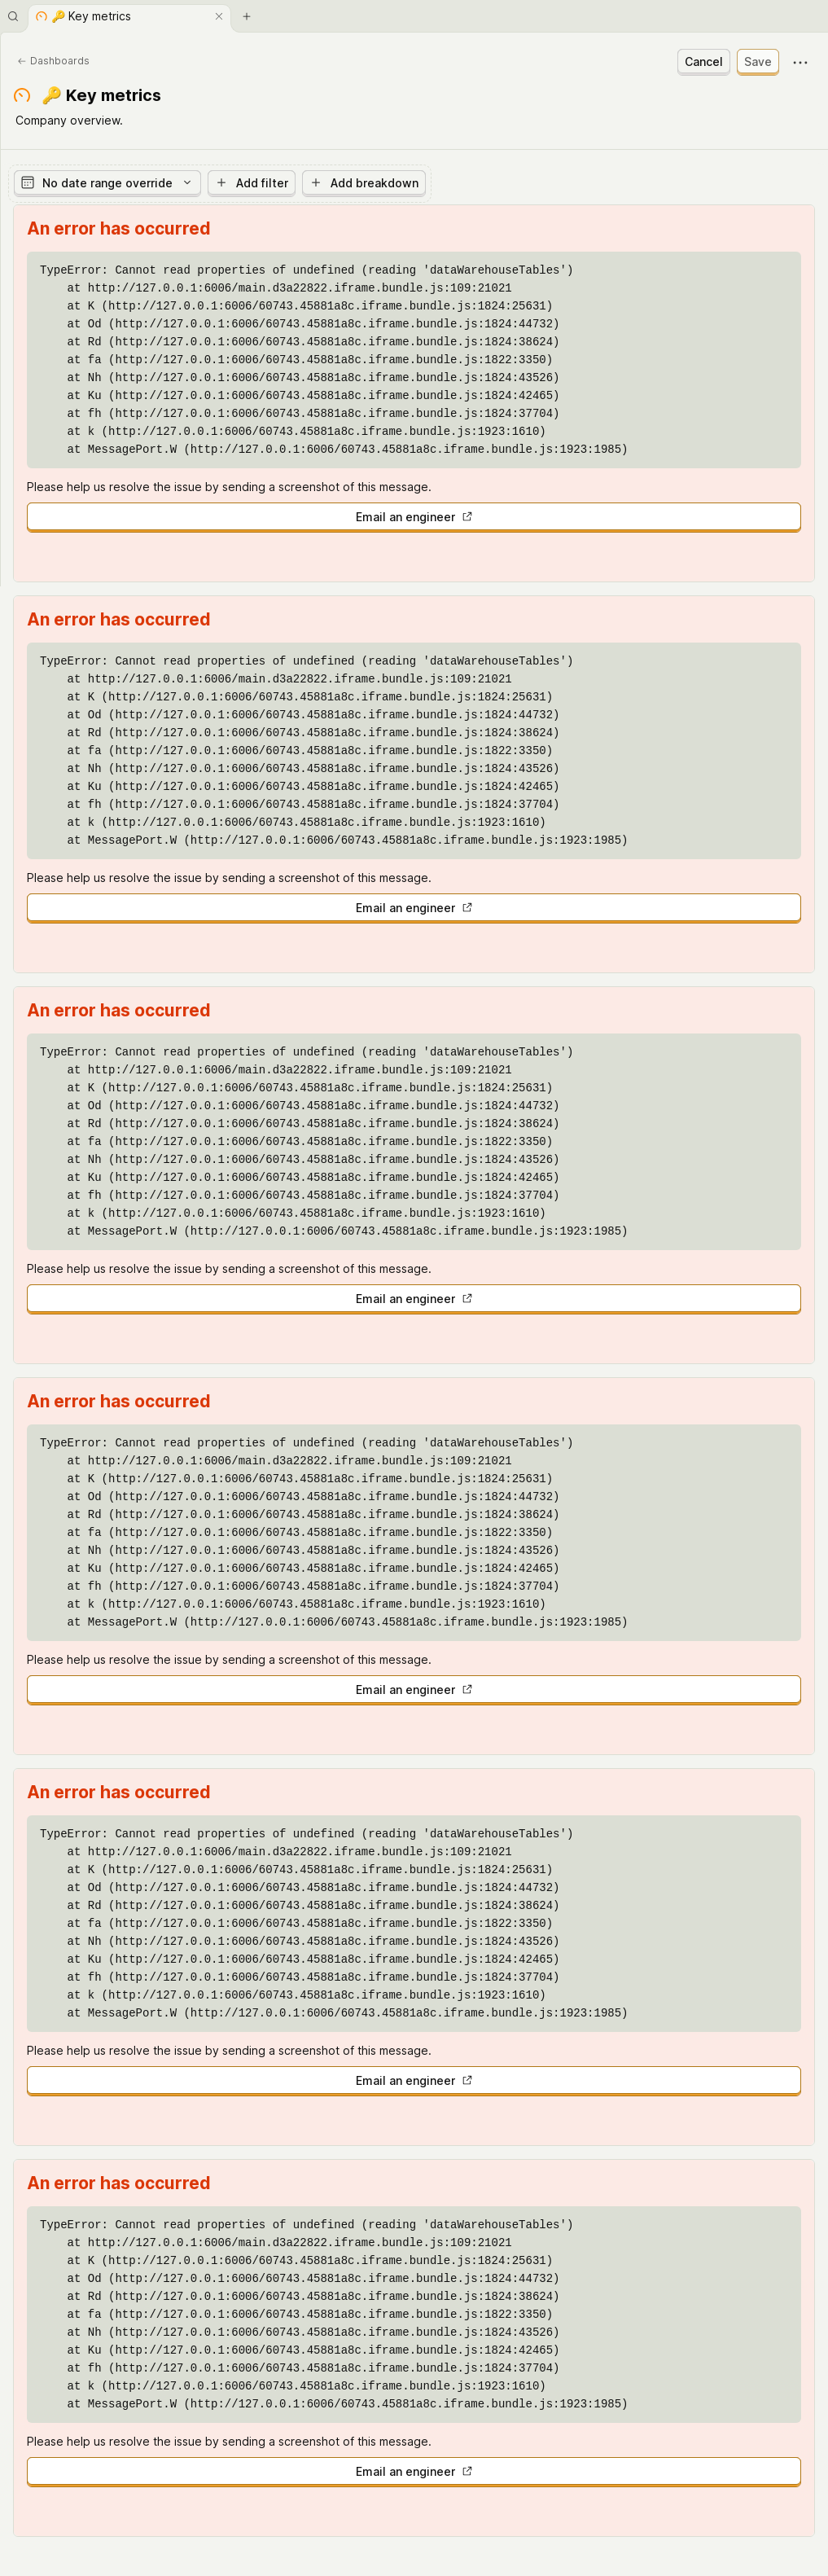 🔑 Key metrics
Dashboards
Cancel
Save
🔑 Key metrics
Company overview.
No date range override
Add filter
Add breakdown
An error has occurred
TypeError: Cannot read properties of undefined (reading 'dataWarehouseTables')
at http://127.0.0.1:6006/main.d3a22822.iframe.bundle.js:109:21021
at K (http://127.0.0.1:6006/60743.45881a8c.iframe.bundle.js:1824:25631)
at Od (http://127.0.0.1:6006/60743.45881a8c.iframe.bundle.js:1824:44732)
at Rd (http://127.0.0.1:6006/60743.45881a8c.iframe.bundle.js:1824:38624)
at fa (http://127.0.0.1:6006/60743.45881a8c.iframe.bundle.js:1822:3350)
at Nh (http://127.0.0.1:6006/60743.45881a8c.iframe.bundle.js:1824:43526)
at Ku (http://127.0.0.1:6006/60743.45881a8c.iframe.bundle.js:1824:42465)
at fh (http://127.0.0.1:6006/60743.45881a8c.iframe.bundle.js:1824:37704)
at k (http://127.0.0.1:6006/60743.45881a8c.iframe.bundle.js:1923:1610)
at MessagePort.W (http://127.0.0.1:6006/60743.45881a8c.iframe.bundle.js:1923:1985)
Please help us resolve the issue by sending a screenshot of this message.
Email an engineer
An error has occurred
TypeError: Cannot read properties of undefined (reading 'dataWarehouseTables')
at http://127.0.0.1:6006/main.d3a22822.iframe.bundle.js:109:21021
at K (http://127.0.0.1:6006/60743.45881a8c.iframe.bundle.js:1824:25631)
at Od (http://127.0.0.1:6006/60743.45881a8c.iframe.bundle.js:1824:44732)
at Rd (http://127.0.0.1:6006/60743.45881a8c.iframe.bundle.js:1824:38624)
at fa (http://127.0.0.1:6006/60743.45881a8c.iframe.bundle.js:1822:3350)
at Nh (http://127.0.0.1:6006/60743.45881a8c.iframe.bundle.js:1824:43526)
at Ku (http://127.0.0.1:6006/60743.45881a8c.iframe.bundle.js:1824:42465)
at fh (http://127.0.0.1:6006/60743.45881a8c.iframe.bundle.js:1824:37704)
at k (http://127.0.0.1:6006/60743.45881a8c.iframe.bundle.js:1923:1610)
at MessagePort.W (http://127.0.0.1:6006/60743.45881a8c.iframe.bundle.js:1923:1985)
Please help us resolve the issue by sending a screenshot of this message.
Email an engineer
An error has occurred
TypeError: Cannot read properties of undefined (reading 'dataWarehouseTables')
at http://127.0.0.1:6006/main.d3a22822.iframe.bundle.js:109:21021
at K (http://127.0.0.1:6006/60743.45881a8c.iframe.bundle.js:1824:25631)
at Od (http://127.0.0.1:6006/60743.45881a8c.iframe.bundle.js:1824:44732)
at Rd (http://127.0.0.1:6006/60743.45881a8c.iframe.bundle.js:1824:38624)
at fa (http://127.0.0.1:6006/60743.45881a8c.iframe.bundle.js:1822:3350)
at Nh (http://127.0.0.1:6006/60743.45881a8c.iframe.bundle.js:1824:43526)
at Ku (http://127.0.0.1:6006/60743.45881a8c.iframe.bundle.js:1824:42465)
at fh (http://127.0.0.1:6006/60743.45881a8c.iframe.bundle.js:1824:37704)
at k (http://127.0.0.1:6006/60743.45881a8c.iframe.bundle.js:1923:1610)
at MessagePort.W (http://127.0.0.1:6006/60743.45881a8c.iframe.bundle.js:1923:1985)
Please help us resolve the issue by sending a screenshot of this message.
Email an engineer
An error has occurred
TypeError: Cannot read properties of undefined (reading 'dataWarehouseTables')
at http://127.0.0.1:6006/main.d3a22822.iframe.bundle.js:109:21021
at K (http://127.0.0.1:6006/60743.45881a8c.iframe.bundle.js:1824:25631)
at Od (http://127.0.0.1:6006/60743.45881a8c.iframe.bundle.js:1824:44732)
at Rd (http://127.0.0.1:6006/60743.45881a8c.iframe.bundle.js:1824:38624)
at fa (http://127.0.0.1:6006/60743.45881a8c.iframe.bundle.js:1822:3350)
at Nh (http://127.0.0.1:6006/60743.45881a8c.iframe.bundle.js:1824:43526)
at Ku (http://127.0.0.1:6006/60743.45881a8c.iframe.bundle.js:1824:42465)
at fh (http://127.0.0.1:6006/60743.45881a8c.iframe.bundle.js:1824:37704)
at k (http://127.0.0.1:6006/60743.45881a8c.iframe.bundle.js:1923:1610)
at MessagePort.W (http://127.0.0.1:6006/60743.45881a8c.iframe.bundle.js:1923:1985)
Please help us resolve the issue by sending a screenshot of this message.
Email an engineer
An error has occurred
TypeError: Cannot read properties of undefined (reading 'dataWarehouseTables')
at http://127.0.0.1:6006/main.d3a22822.iframe.bundle.js:109:21021
at K (http://127.0.0.1:6006/60743.45881a8c.iframe.bundle.js:1824:25631)
at Od (http://127.0.0.1:6006/60743.45881a8c.iframe.bundle.js:1824:44732)
at Rd (http://127.0.0.1:6006/60743.45881a8c.iframe.bundle.js:1824:38624)
at fa (http://127.0.0.1:6006/60743.45881a8c.iframe.bundle.js:1822:3350)
at Nh (http://127.0.0.1:6006/60743.45881a8c.iframe.bundle.js:1824:43526)
at Ku (http://127.0.0.1:6006/60743.45881a8c.iframe.bundle.js:1824:42465)
at fh (http://127.0.0.1:6006/60743.45881a8c.iframe.bundle.js:1824:37704)
at k (http://127.0.0.1:6006/60743.45881a8c.iframe.bundle.js:1923:1610)
at MessagePort.W (http://127.0.0.1:6006/60743.45881a8c.iframe.bundle.js:1923:1985)
Please help us resolve the issue by sending a screenshot of this message.
Email an engineer
An error has occurred
TypeError: Cannot read properties of undefined (reading 'dataWarehouseTables')
at http://127.0.0.1:6006/main.d3a22822.iframe.bundle.js:109:21021
at K (http://127.0.0.1:6006/60743.45881a8c.iframe.bundle.js:1824:25631)
at Od (http://127.0.0.1:6006/60743.45881a8c.iframe.bundle.js:1824:44732)
at Rd (http://127.0.0.1:6006/60743.45881a8c.iframe.bundle.js:1824:38624)
at fa (http://127.0.0.1:6006/60743.45881a8c.iframe.bundle.js:1822:3350)
at Nh (http://127.0.0.1:6006/60743.45881a8c.iframe.bundle.js:1824:43526)
at Ku (http://127.0.0.1:6006/60743.45881a8c.iframe.bundle.js:1824:42465)
at fh (http://127.0.0.1:6006/60743.45881a8c.iframe.bundle.js:1824:37704)
at k (http://127.0.0.1:6006/60743.45881a8c.iframe.bundle.js:1923:1610)
at MessagePort.W (http://127.0.0.1:6006/60743.45881a8c.iframe.bundle.js:1923:1985)
Please help us resolve the issue by sending a screenshot of this message.
Email an engineer